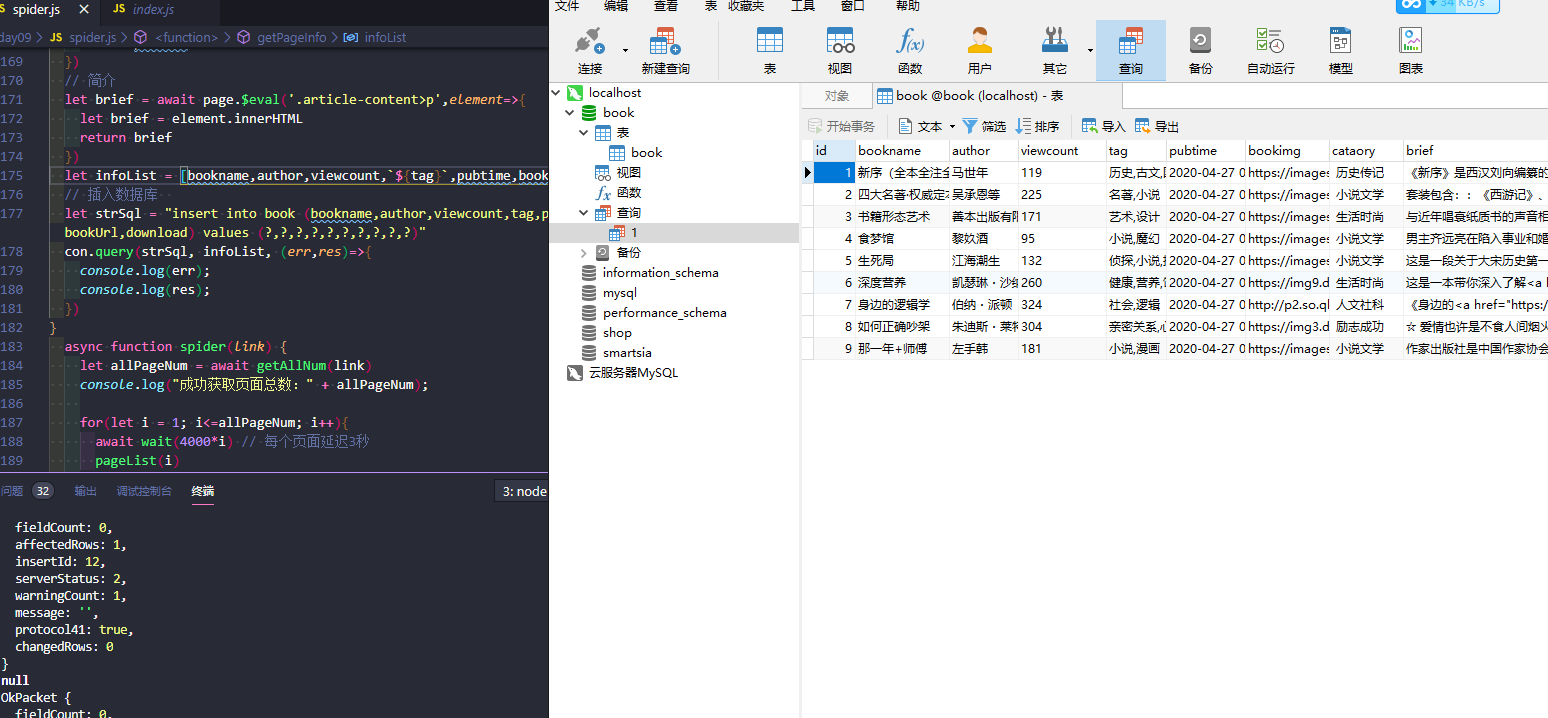 spider.js × JS index.js
day09 > JS spider.js > <function> > getPageInfo > infoList
169 })
170 // 简介
171 let brief = await page.$eval('.article-content>p',element=>{
172 let brief = element.innerHTML
173 return brief
174 })
175 let infoList = [bookname,author,viewcount,`${tag}`,pubtime,book
176 // 插入数据库
177 let strSql = "insert into book (bookname,author,viewcount,tag,p
bookUrl,download) values (?,?,?,?,?,?,?,?,?,?)"
178 con.query(strSql, infoList, (err,res)=>{
179 console.log(err);
180 console.log(res);
181 })
182 }
183 async function spider(link) {
184 let allPageNum = await getAllNum(link)
185 console.log("成功获取页面总数：" + allPageNum);
186
187 for(let i = 1; i<=allPageNum; i++){
188 await wait(4000*i) // 每个页面延迟3秒
189 pageList(i)
问题 32 输出 调试控制台 终端 3: node
fieldCount: 0,
affectedRows: 1,
insertId: 12,
serverStatus: 2,
warningCount: 1,
message: '',
protocol41: true,
changedRows: 0
}
null
OkPacket {
fieldCount: 0,
文件 编辑 查看 表 收藏夹 工具 窗口 帮助
34 KB/s
连接 新建查询 表 视图 函数 用户 其它 查询 备份 自动运行 模型 图表
localhost
book
表
book
视图
函数
查询
1
备份
information_schema
mysql
performance_schema
shop
smartsia
云服务器MySQL
对象 book @book (localhost) - 表
开始事务 文本 筛选 排序 导入 导出
id bookname author viewcount tag pubtime bookimg cataory brief
1 新序（全本全注全 马世年 119 历史,古文,国 2020-04-27 0 https://images 历史传记 《新序》是西汉刘向编纂的
2 四大名著·权威定本 吴承恩等 225 名著,小说 2020-04-27 0 https://images 小说文学 套装包含：：《西游记》、
3 书籍形态艺术 善本出版有限 171 艺术,设计 2020-04-27 0 https://images 生活时尚 与近年唱衰纸质书的声音相
4 食梦馆 黎奺酒 95 小说,魔幻 2020-04-27 0 https://images 小说文学 男主齐远亮在陷入事业和婚
5 生死局 江海潮生 132 侦探,小说,推 2020-04-27 0 https://images 小说文学 这是一段关于大宋历史第一
6 深度营养 凯瑟琳·沙纳 260 健康,营养, 2020-04-27 0 https://img9.d 生活时尚 这是一本带你深入了解<a h
7 身边的逻辑学 伯纳·派顿 324 社会,逻辑 2020-04-27 0 http://p2.so.ql 人文社科 《身边的<a href="https:/
8 如何正确吵架 朱迪斯·莱特 304 亲密关系,心 2020-04-27 0 https://img3.d 励志成功 ☆ 爱情也许是不食人间烟火
9 那一年+师傅 左手韩 181 小说,漫画 2020-04-27 0 https://images 小说文学 作家出版社是中国作家协会